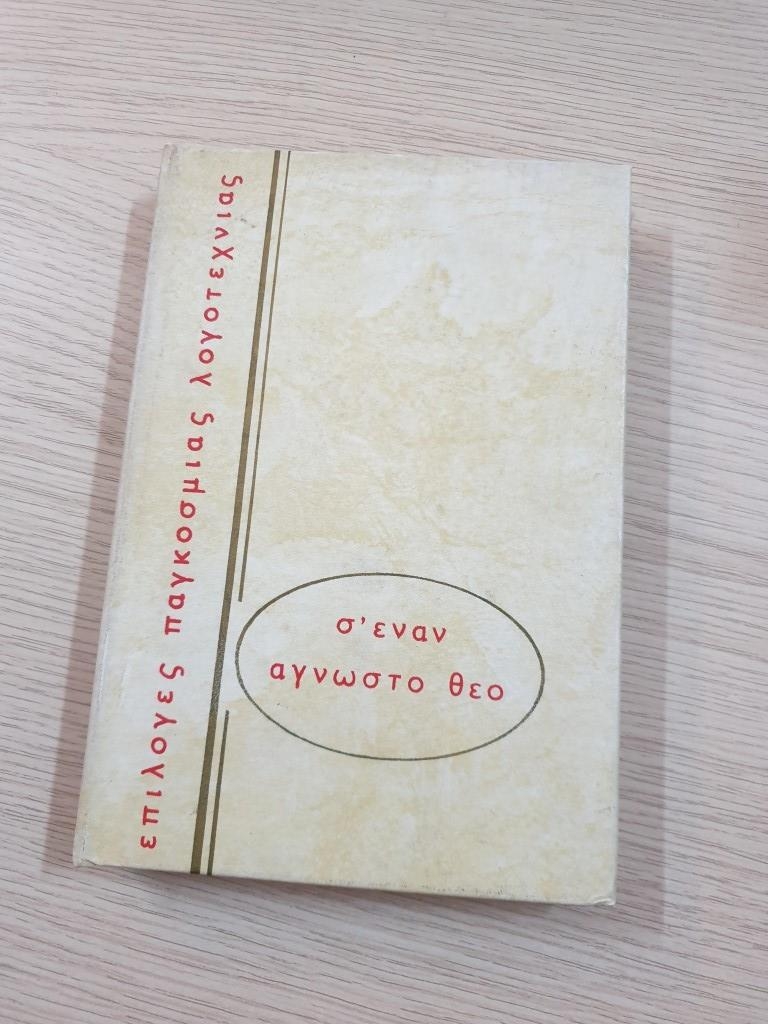 επιλογες παγκοσμιας λογοτεχνιας
σ'εναν
αγνωστο θεο